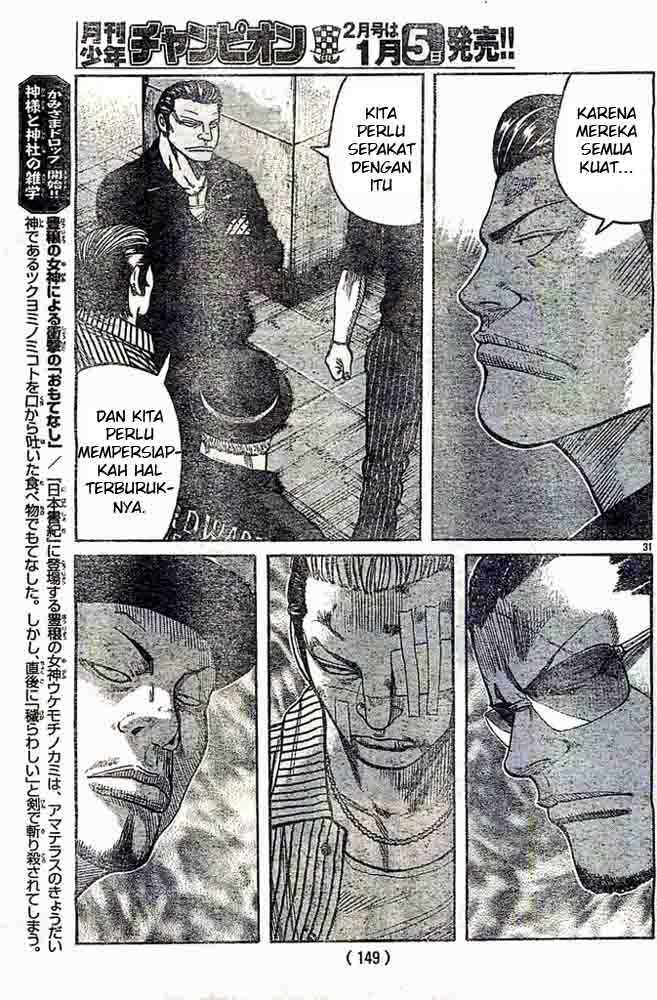 月刊
少年
チャンピオン
2月号は
1月5日発売!!
KARENA
MEREKA
SEMUA
KUAT...
KITA
PERLU
SEPAKAT
DENGAN
ITU
DAN KITA
PERLU
MEMPERSIAP-
KAH HAL
TERBURUK-
NYA.
31
かみさまドロップ開始!!
神様と神社の雑学
豊穣の女神による衝撃の「おもてなし」/『日本書紀』に登場する豊穣の女神ウケモチノカミは、アマテラスのきょうだい
神であるツクヨミノミコトを口から吐いた食べ物でもてなした。しかし、直後に「穢らわしい」と剣で斬り殺されてしまう。
(149)